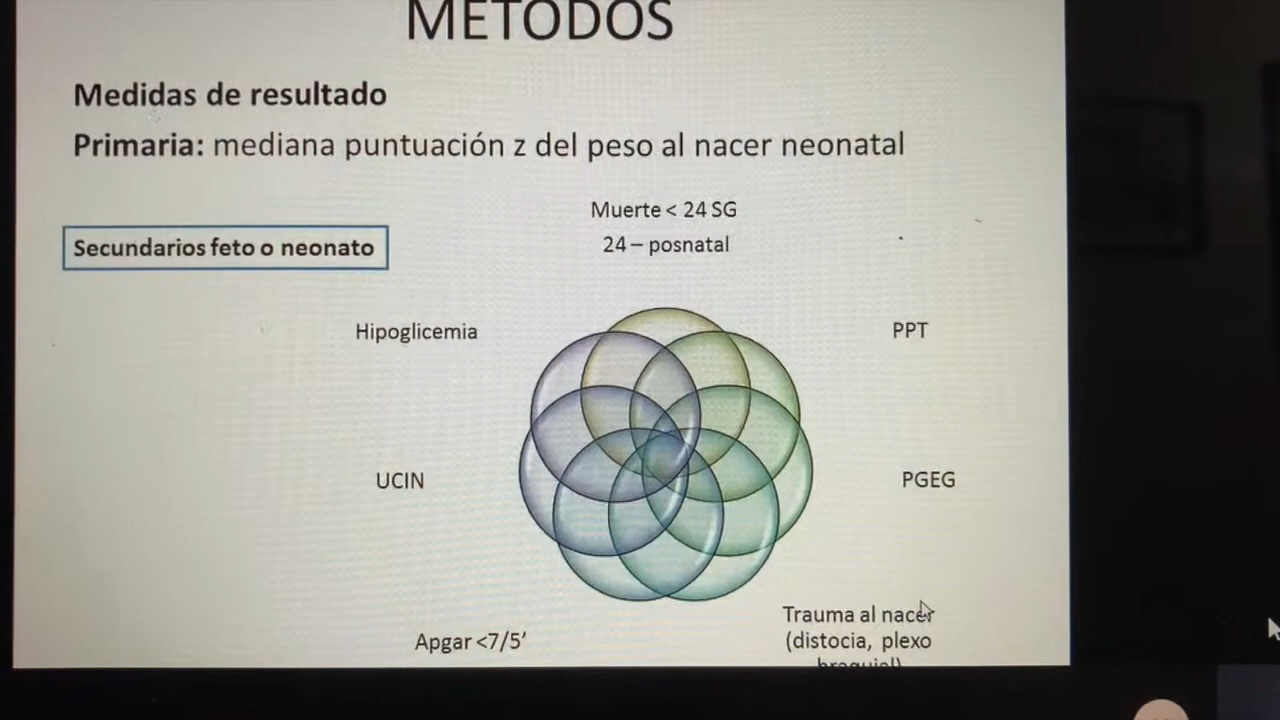 MÉTODOS
Medidas de resultado
Primaria: mediana puntuación z del peso al nacer neonatal
Muerte < 24 SG
24 – posnatal
Secundarios feto o neonato
Hipoglicemia
PPT
UCIN
PGEG
Trauma al nacer
(distocia, plexo
braquial)
Apgar <7/5’